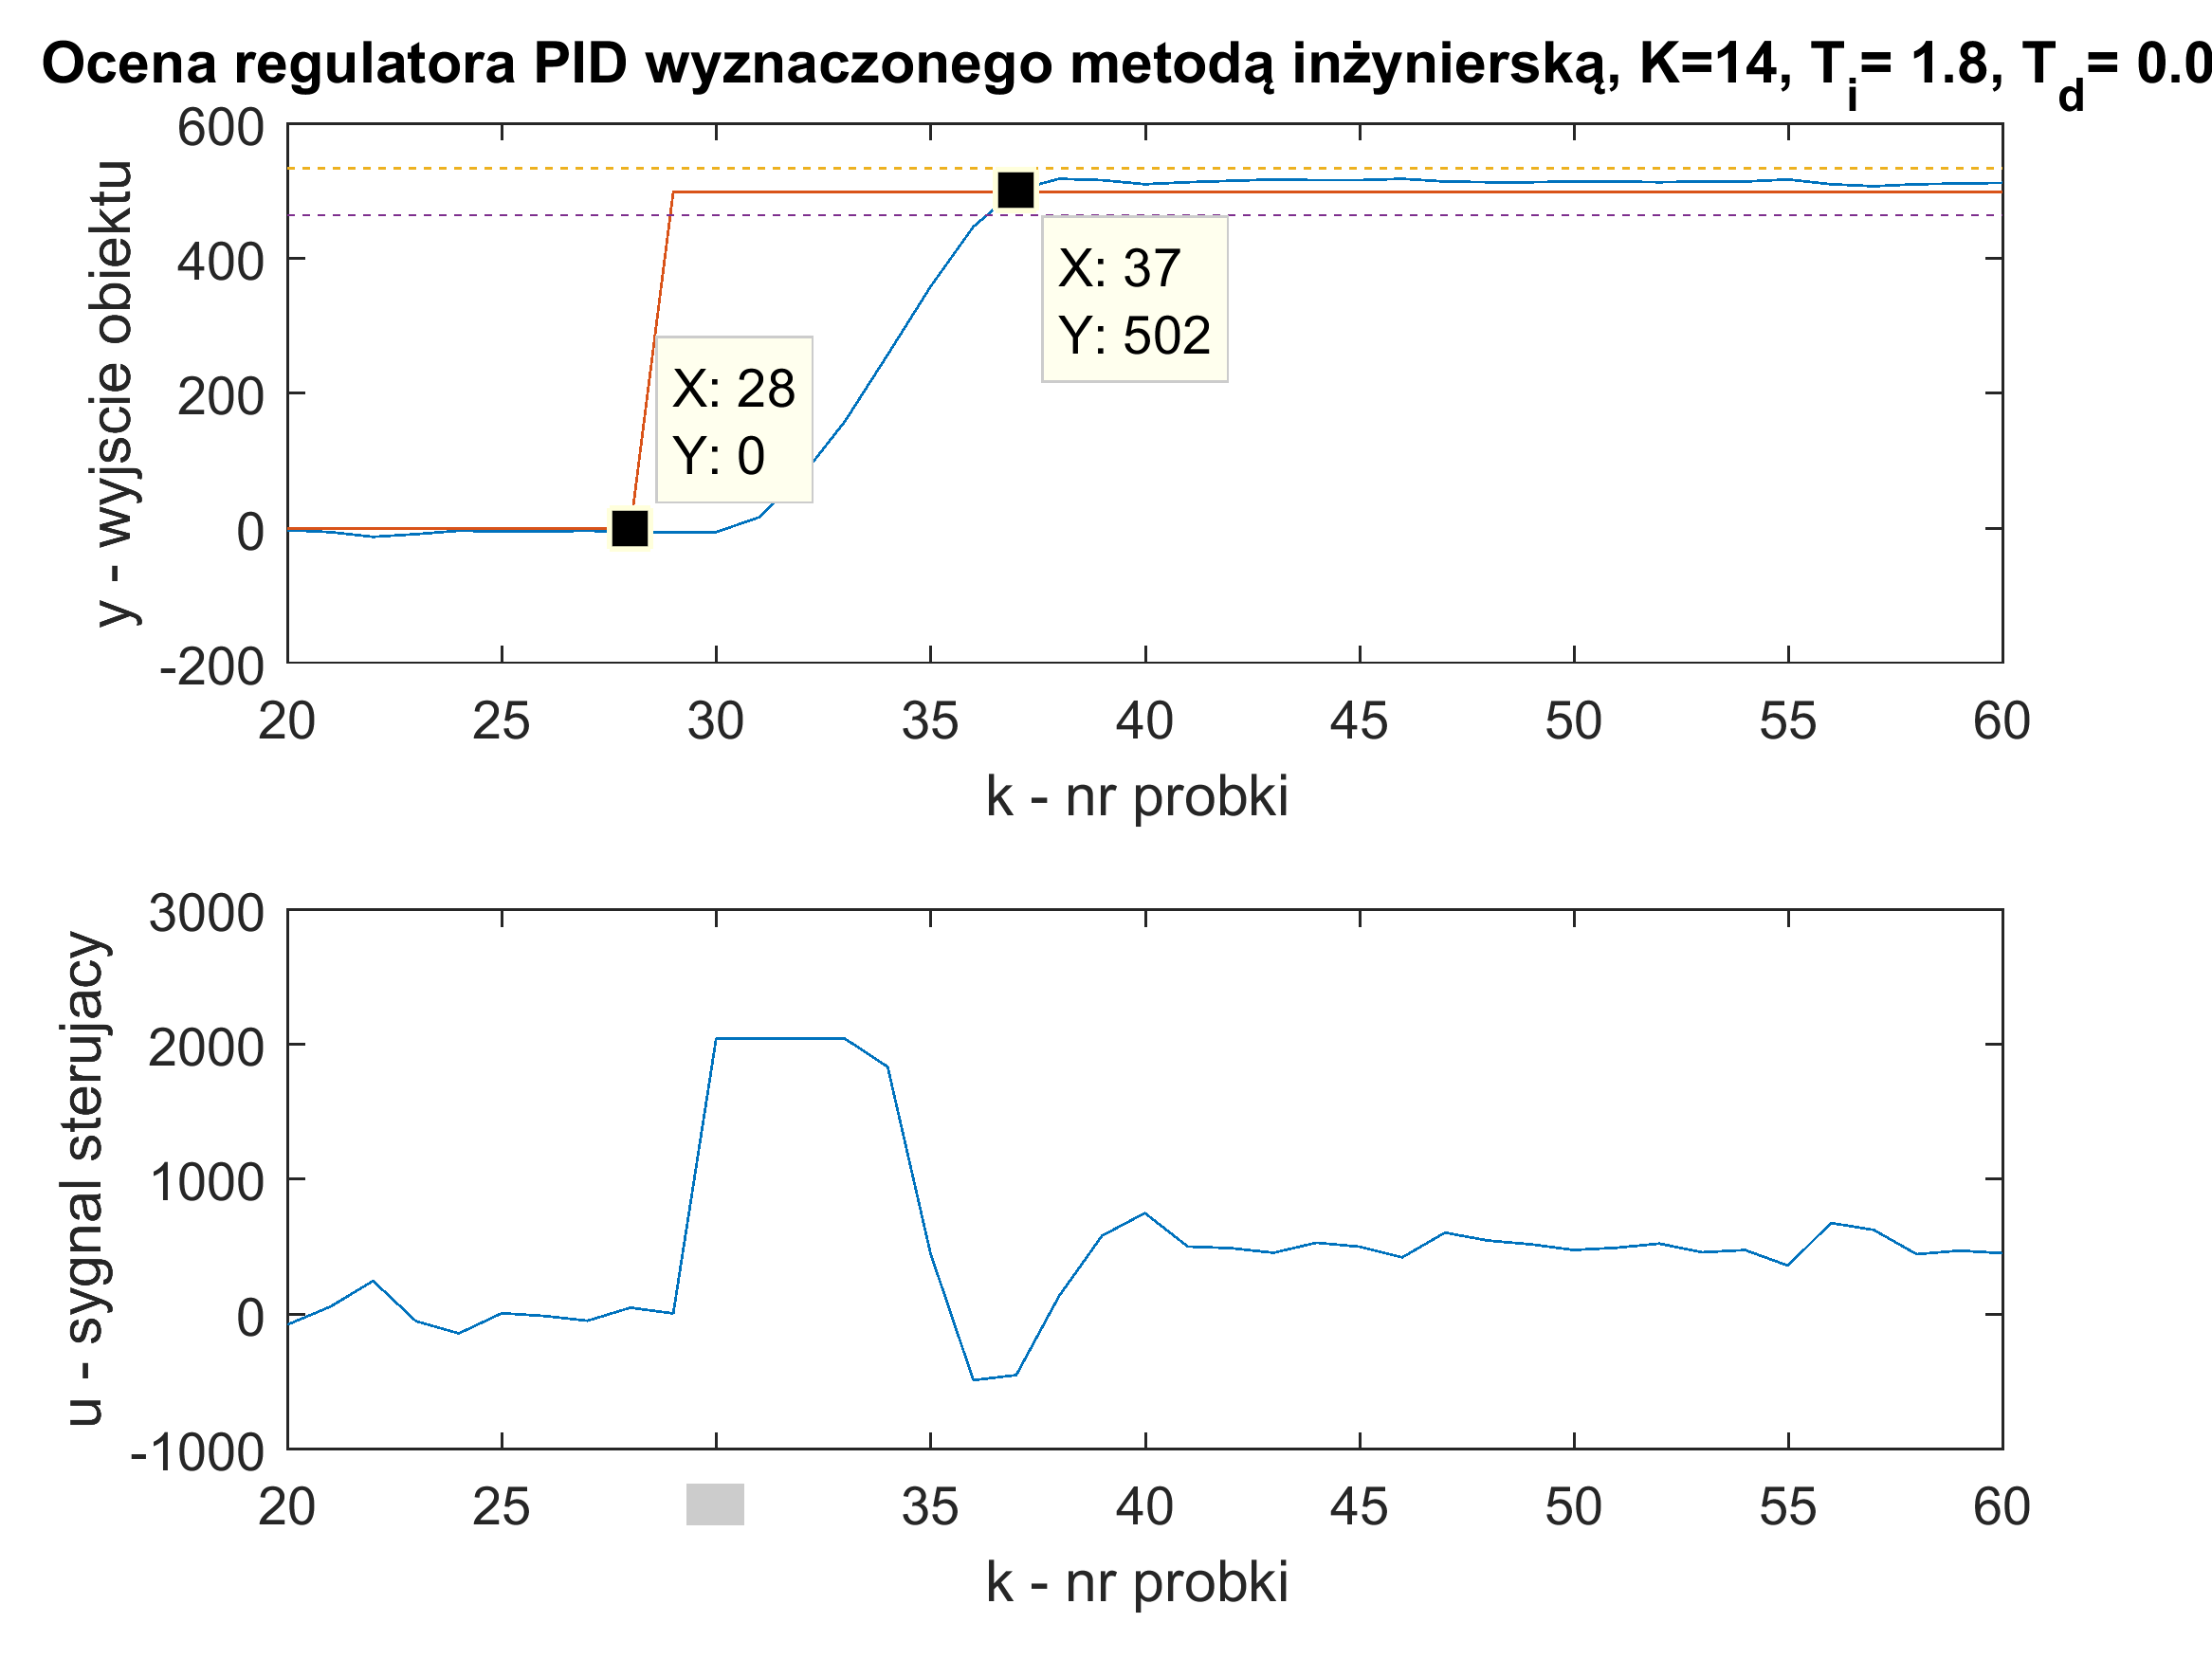 Ocena regulatora PID wyznaczonego metodą inżynierską, K=14, Ti= 1.8, Td= 0.0
600
400
200
0
-200
y - wyjscie obiektu
X: 28
Y: 0
X: 37
Y: 502
20 25 30 35 40 45 50 55 60
k - nr probki
3000
2000
1000
0
-1000
u - sygnal sterujacy
20 25 35 40 45 50 55 60
k - nr probki